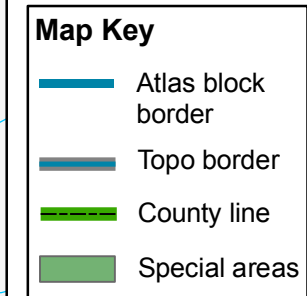 Map Key
Atlas block
border
Topo border
County line
Special areas